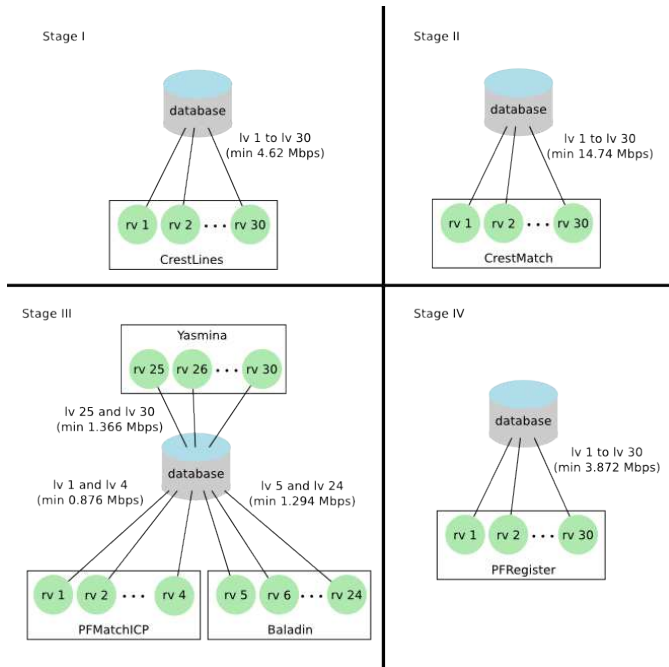 Stage I
database
lv 1 to lv 30
(min 4.62 Mbps)
rv 1 rv 2 ••• rv 30
CrestLines
Stage II
database
lv 1 to lv 30
(min 14.74 Mbps)
rv 1 rv 2 ••• rv 30
CrestMatch
Stage III
Yasmina
rv 25 rv 26 ••• rv 30
lv 25 and lv 30
(min 1.366 Mbps)
database
lv 1 and lv 4
(min 0.876 Mbps)
lv 5 and lv 24
(min 1.294 Mbps)
rv 1 rv 2 ••• rv 4
PFMatchICP
rv 5 rv 6 ••• rv 24
Baladin
Stage IV
database
lv 1 to lv 30
(min 3.872 Mbps)
rv 1 rv 2 ••• rv 30
PFRegister